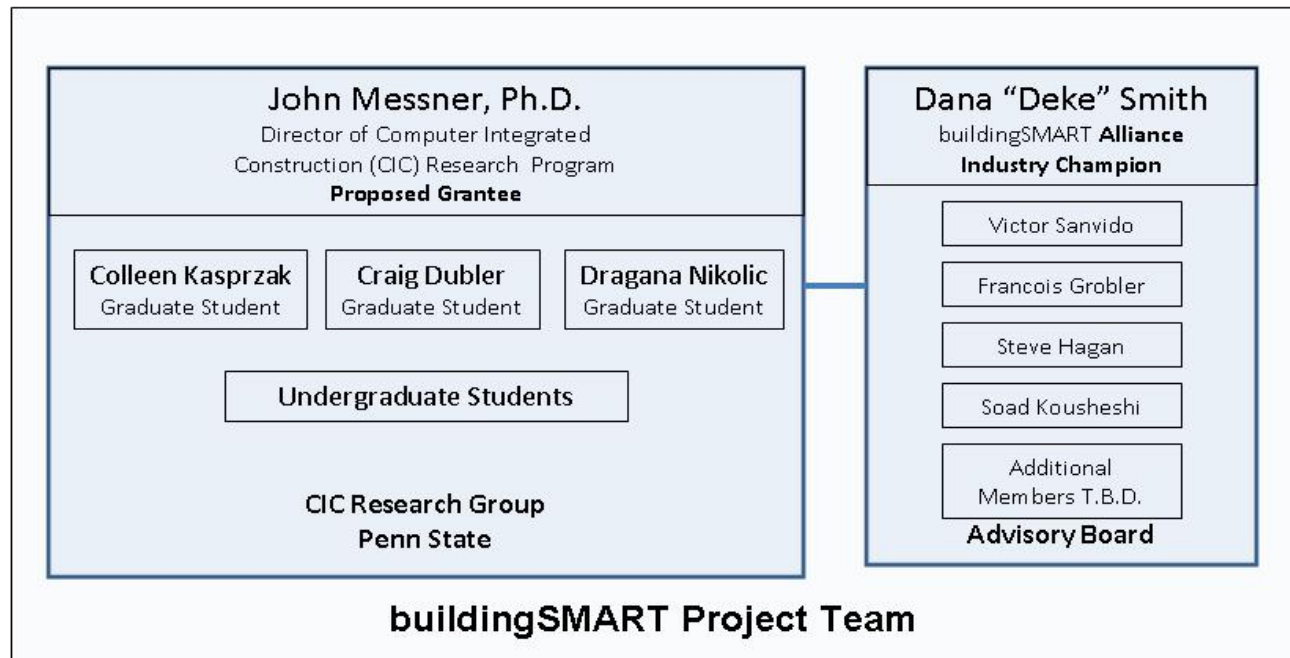 John Messner, Ph.D.
Director of Computer Integrated
Construction (CIC) Research Program
Proposed Grantee
Colleen Kasprzak
Graduate Student
Craig Dubler
Graduate Student
Dragana Nikolic
Graduate Student
Undergraduate Students
CIC Research Group
Penn State
Dana “Deke” Smith
buildingSMART Alliance
Industry Champion
Victor Sanvido
Francois Grobler
Steve Hagan
Soad Kousheshi
Additional
Members T.B.D.
Advisory Board
buildingSMART Project Team